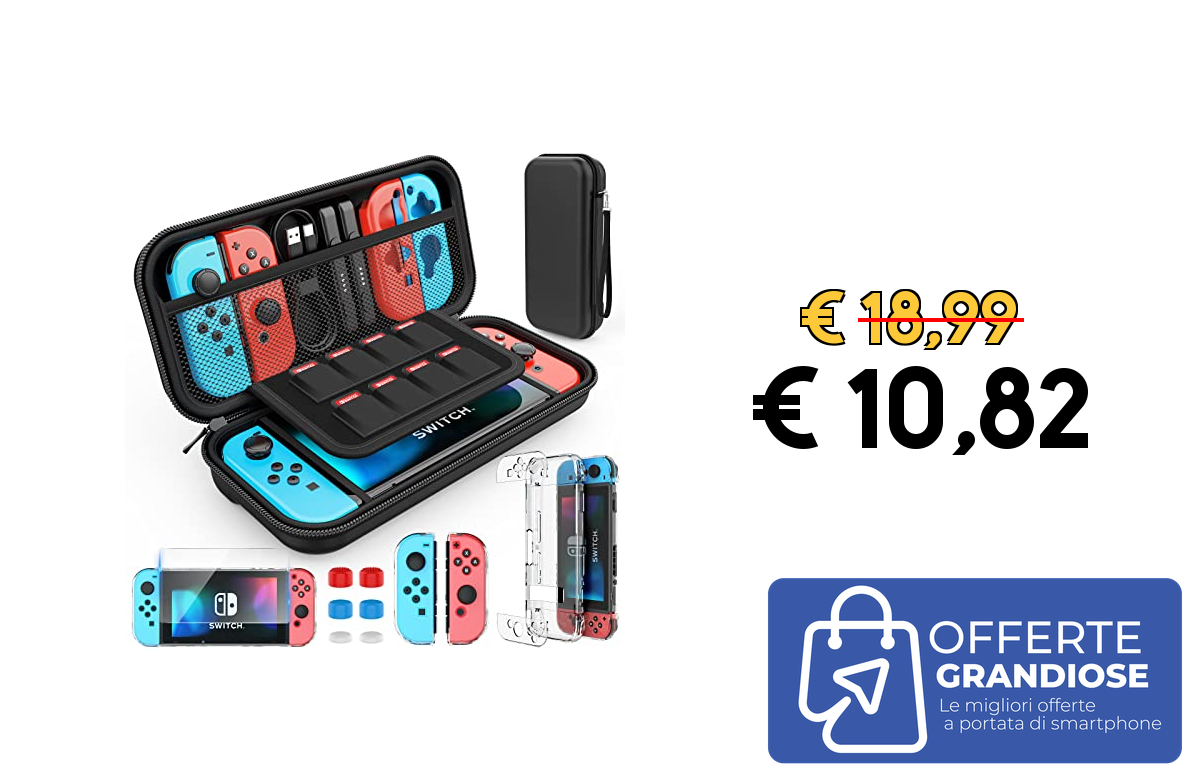 € 18,99
€ 10,82
SWITCH.
SWITCH.
SWITCH.
OFFERTE
GRANDIOSE
Le migliori offerte
a portata di smartphone